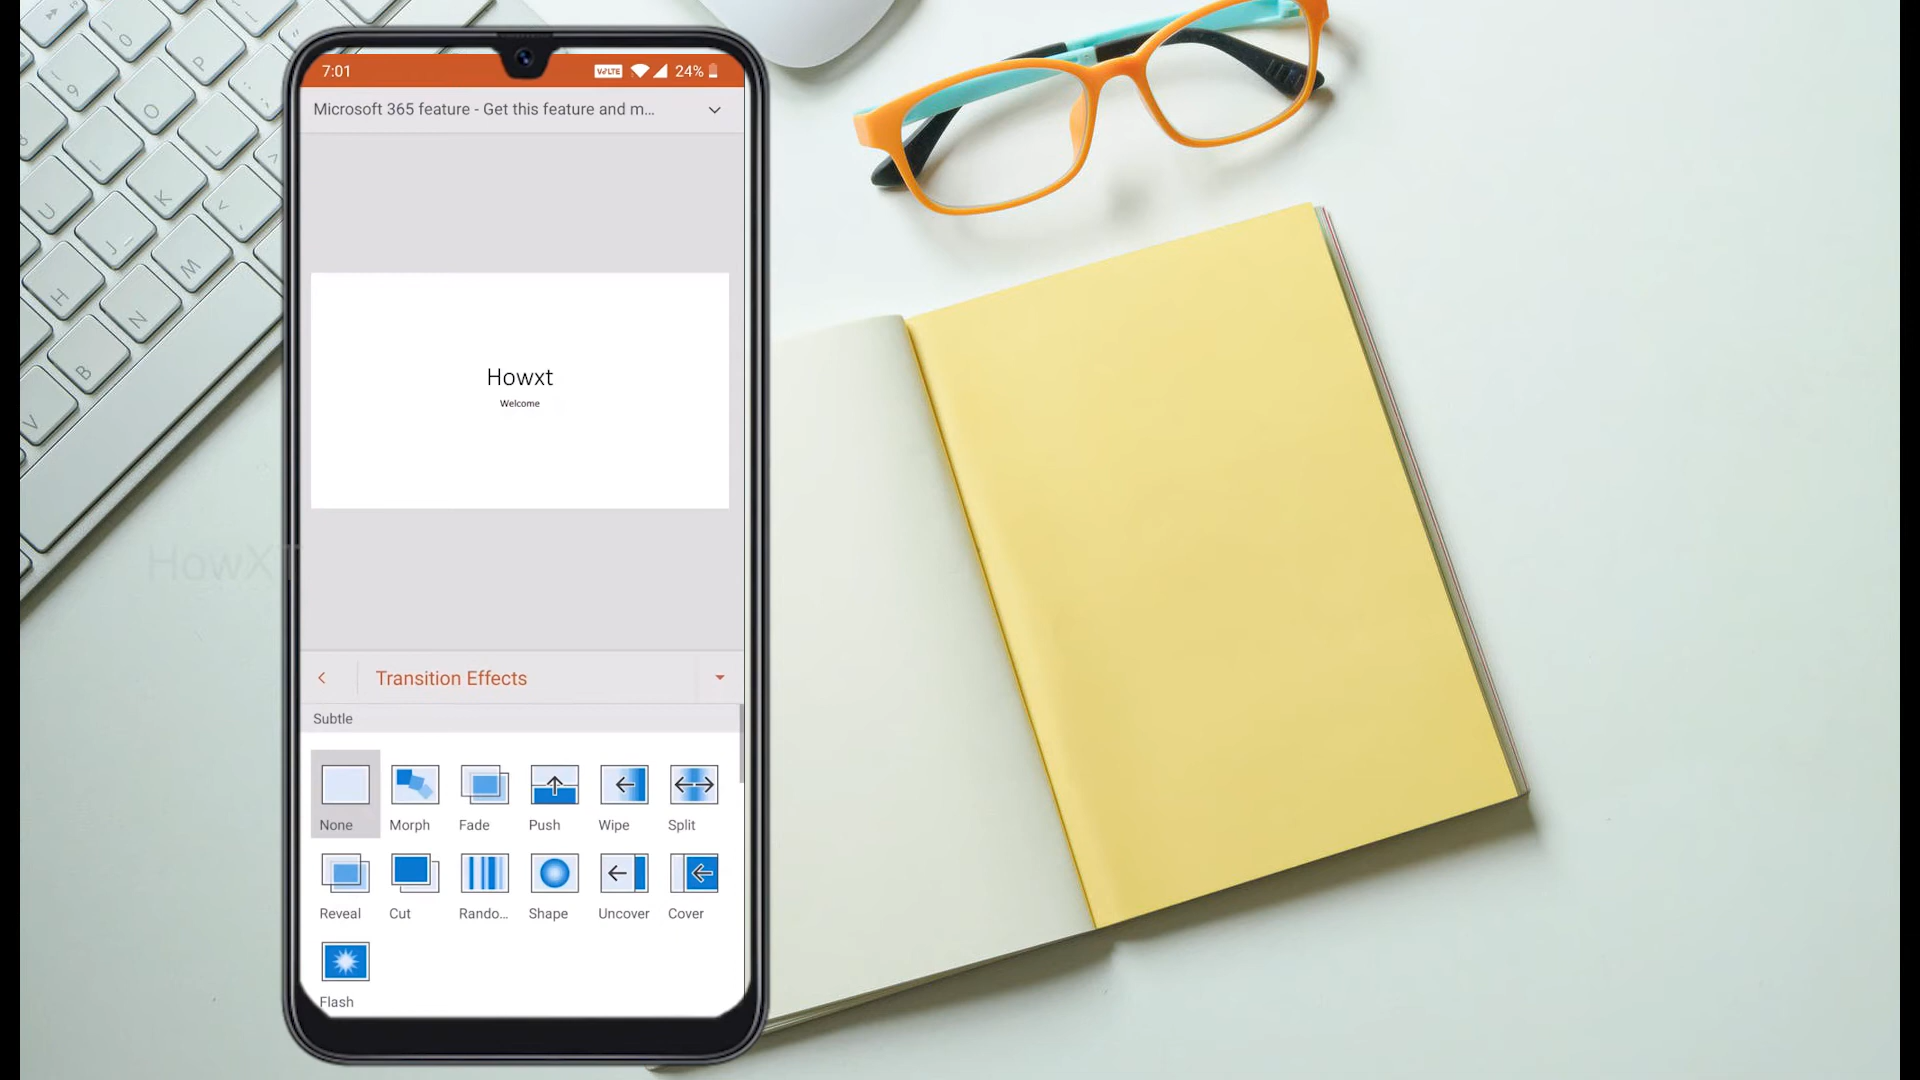 7:01
VoLTE
24%
Microsoft 365 feature - Get this feature and m...
Howxt
Welcome
Transition Effects
Subtle
None
Morph
Fade
Push
Wipe
Split
Reveal
Cut
Rando...
Shape
Uncover
Cover
Flash
HowXT
U
J
M
H
N
B
V
O
P
L
K
I